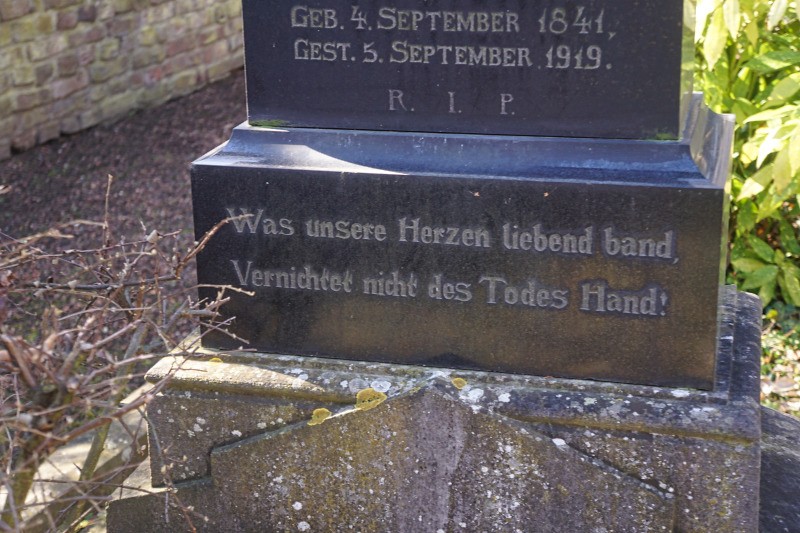 GEB. 4. SEPTEMBER 1841,
GEST. 5. SEPTEMBER 1919.
R. I. P.
Was unsere Herzen liebend band,
Vernichtet nicht des Todes Hand!